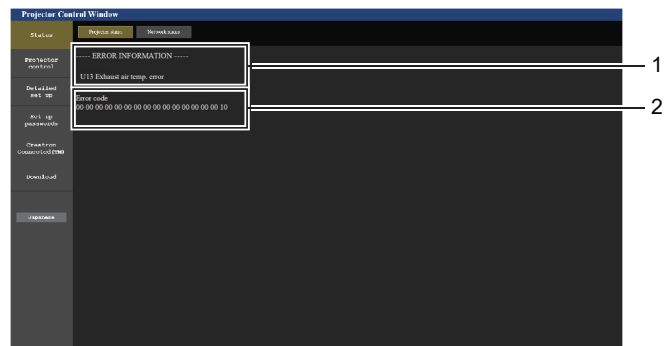 Projector Control Window
Status
Projector status
Network status
Projector
control
Detailed
set up
Set up
passwords
Crestron
Connected(TM)
Download
Japanese
----- ERROR INFORMATION -----
U13 Exhaust air temp. error
Error code
00 00 00 00 00 00 00 00 00 00 00 00 00 00 00 10
1
2